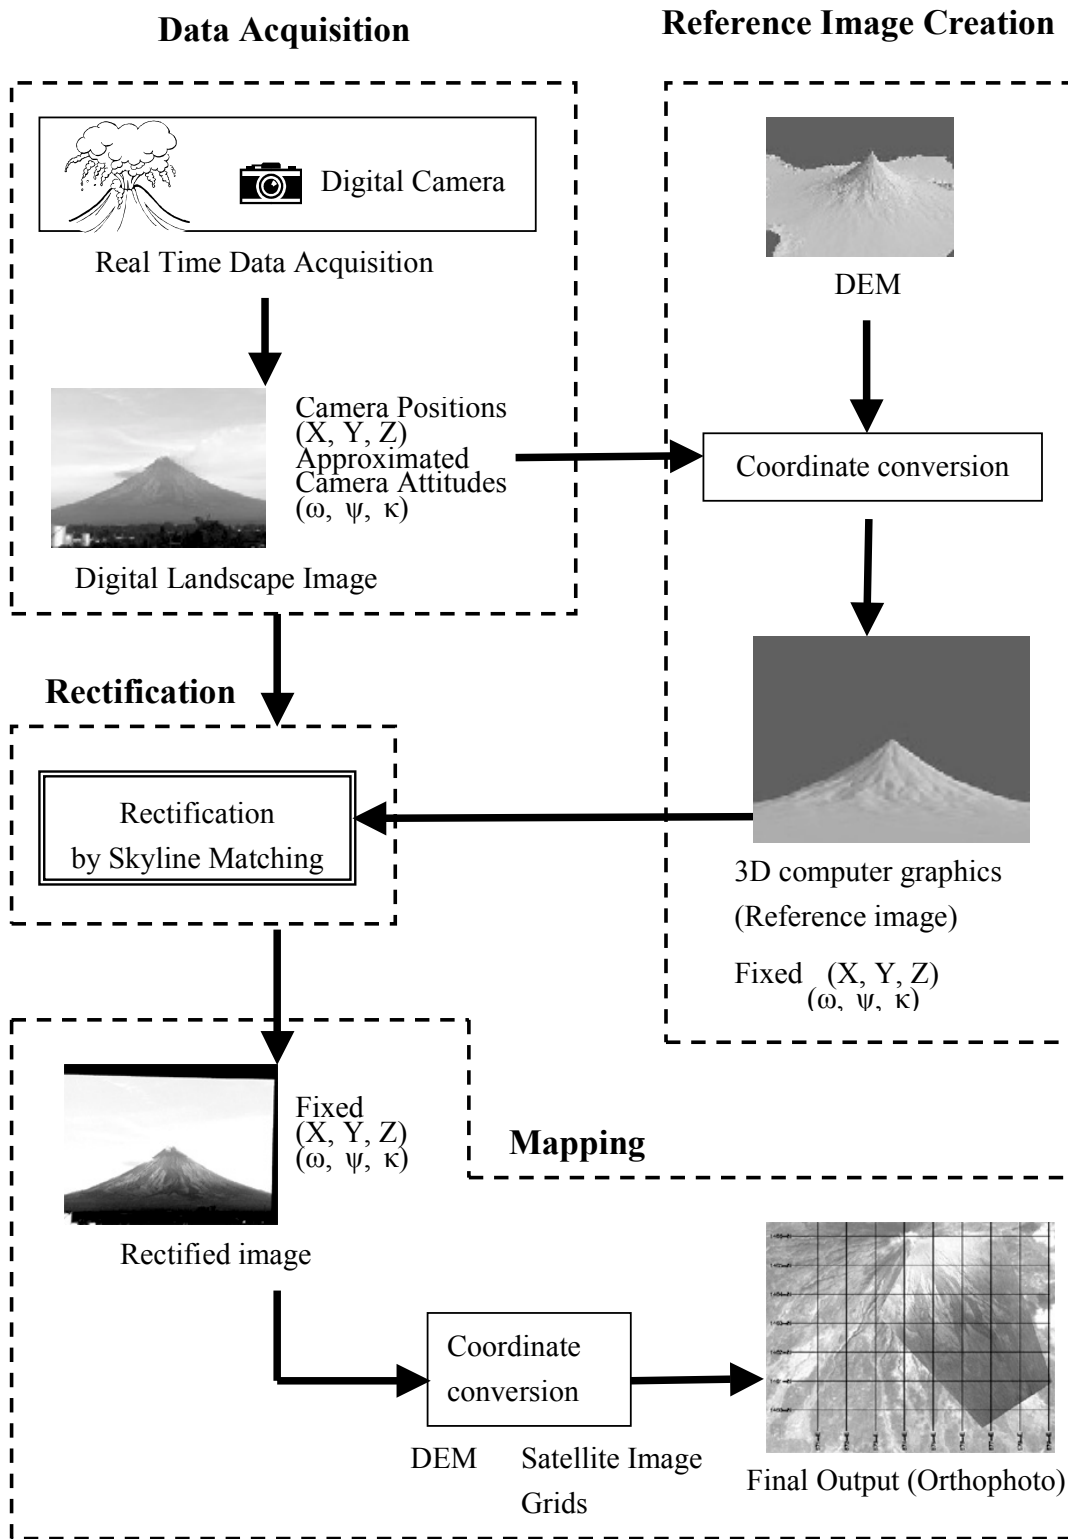 Data Acquisition
Reference Image Creation
Digital Camera
Real Time Data Acquisition
DEM
Camera Positions
(X, Y, Z)
Approximated
Camera Attitudes
(ω, ψ, κ)
Coordinate conversion
Digital Landscape Image
Rectification
Rectification
by Skyline Matching
3D computer graphics
(Reference image)
Fixed (X, Y, Z)
(ω, ψ, κ)
Fixed
(X, Y, Z)
(ω, ψ, κ)
Mapping
Rectified image
Coordinate
conversion
DEM Satellite Image
Grids
Final Output (Orthophoto)